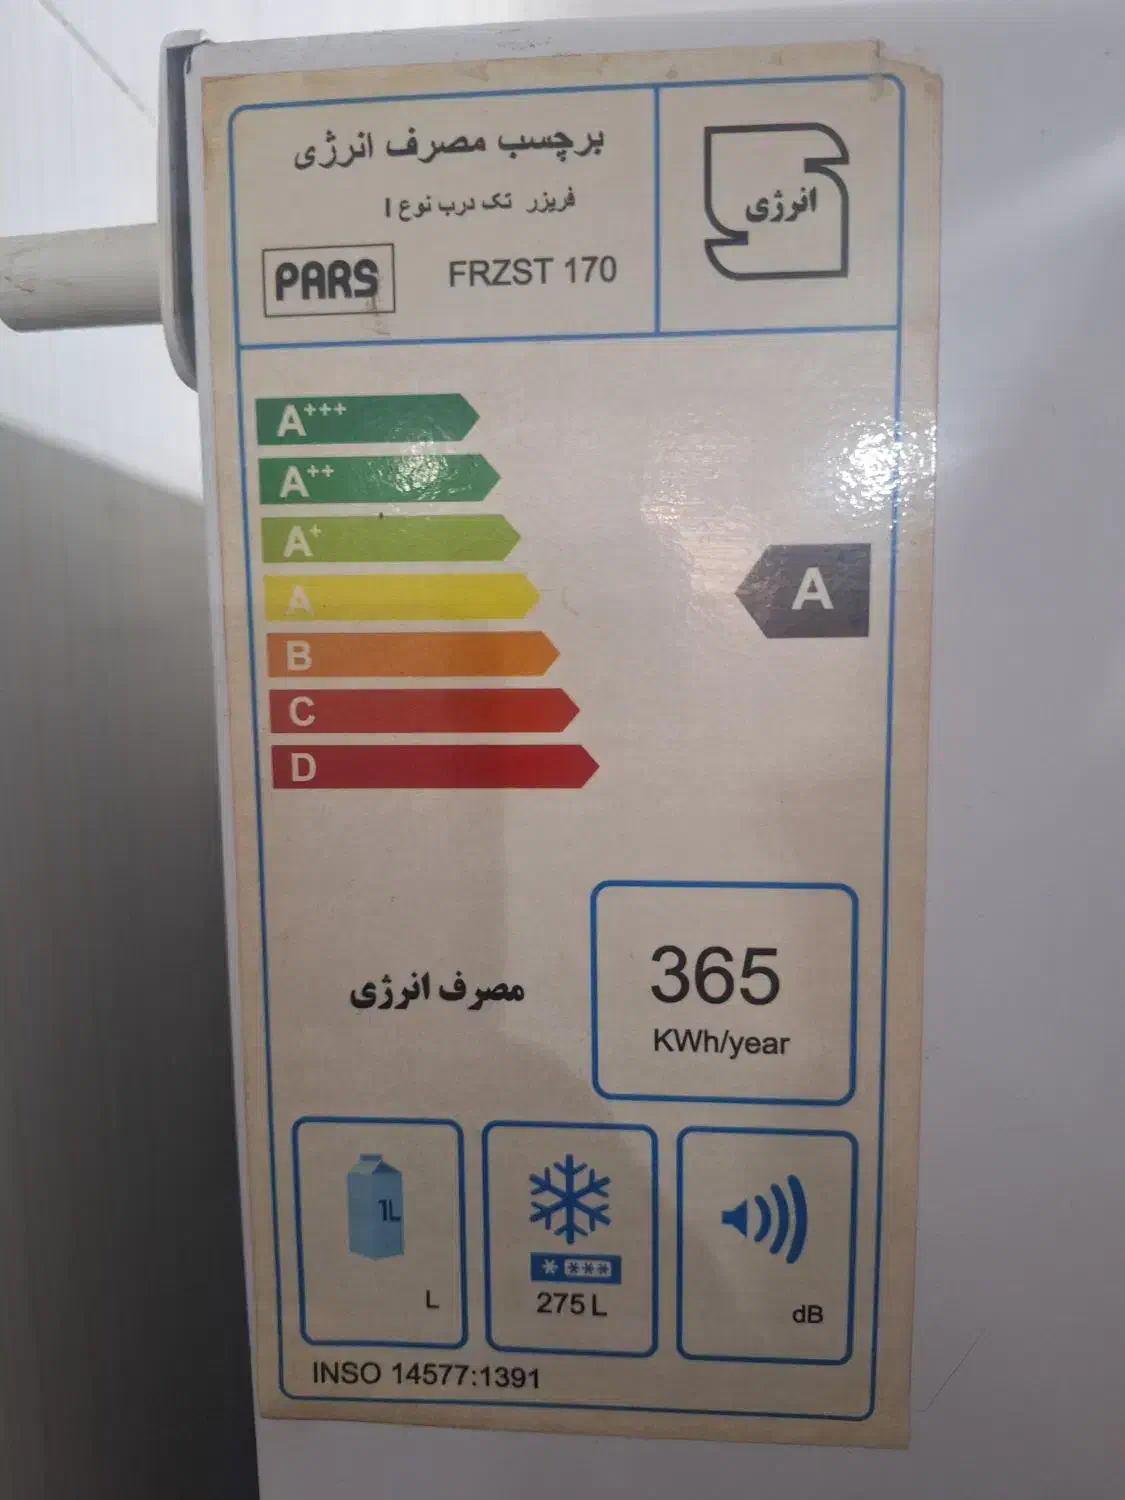 برچسب مصرف انرژی
فریزر تک درب نوع I
PARS FRZST 170
انرژی
A+++
A++
A+
A
B
C
D
A
مصرف انرژی
365
KWh/year
1L
L
275 L
dB
INSO 14577:1391